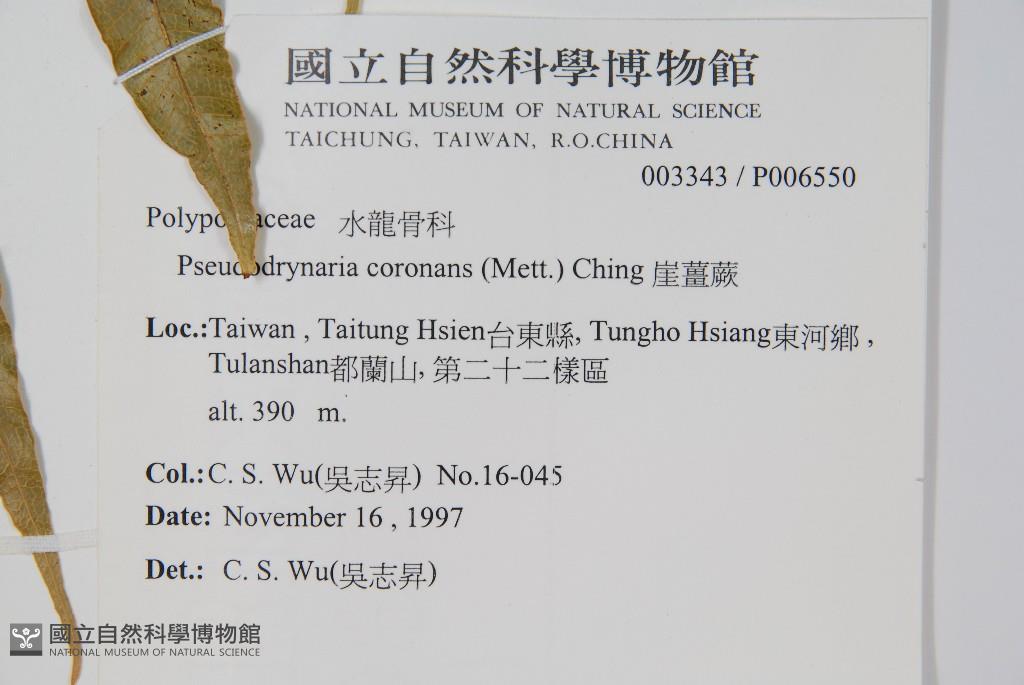 國立自然科學博物館
NATIONAL MUSEUM OF NATURAL SCIENCE
TAICHUNG, TAIWAN, R.O.CHINA
003343 / P006550
水龍骨科
Pseudodrynaria coronans (Mett.) Ching 崖薑蕨
Loc.:Taiwan , Taitung Hsien台東縣, Tungho Hsiang東河鄉 ,
Tulanshan都蘭山, 第二十二樣區
alt. 390 m.
Col.:C. S. Wu(吳志昇) No.16-045
Date: November 16 , 1997
Det.: C. S. Wu(吳志昇)
國立自然科學博物館
NATIONAL MUSEUM OF NATURAL SCIENCE